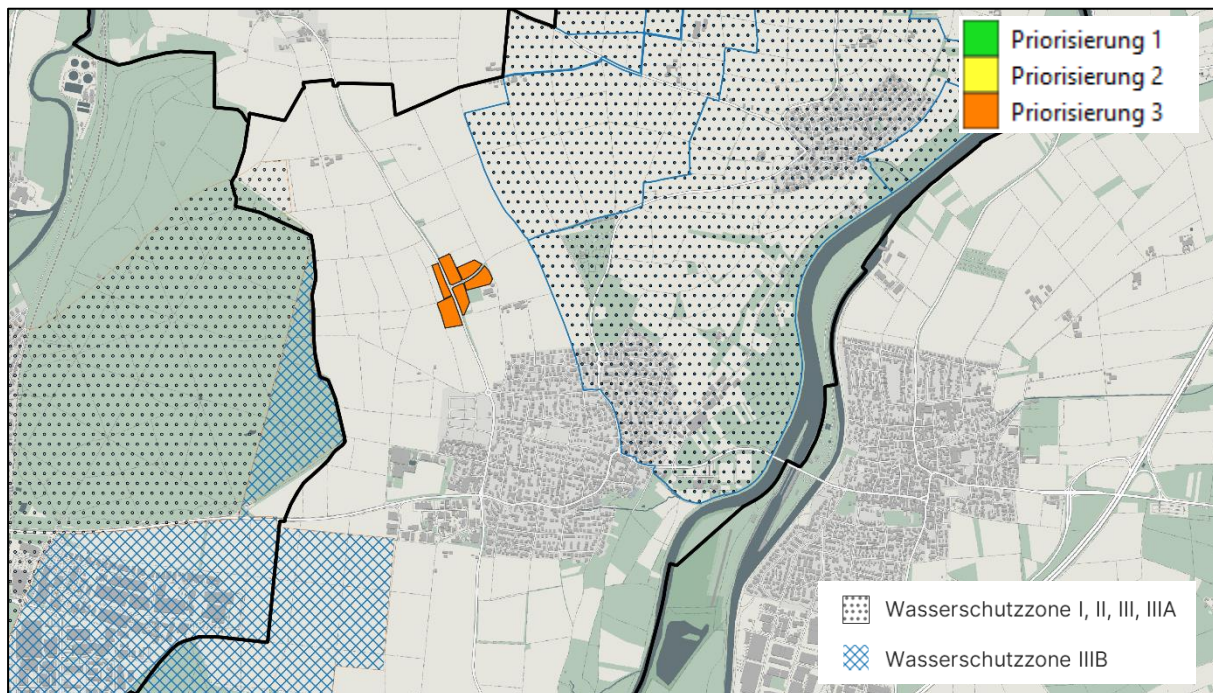 Priorisierung 1
Priorisierung 2
Priorisierung 3
Wasserschutzzone I, II, III, IIIA
Wasserschutzzone IIIB